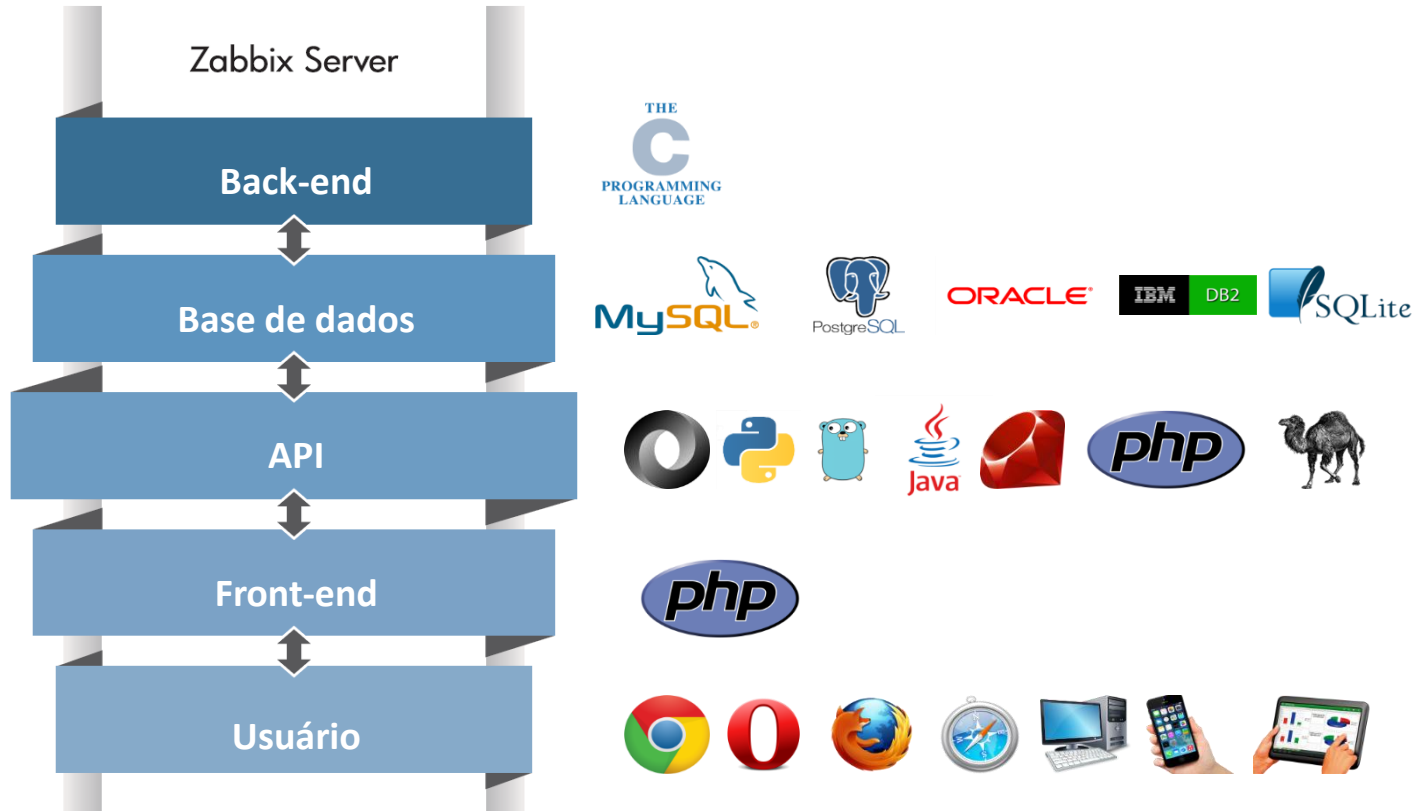 Zabbix Server
THE
C
PROGRAMMING
LANGUAGE
Back-end
MySQL®
PostgreSQL
ORACLE®
IBM DB2
SQLite
Base de dados
API
Java
php
Front-end
php
Usuário